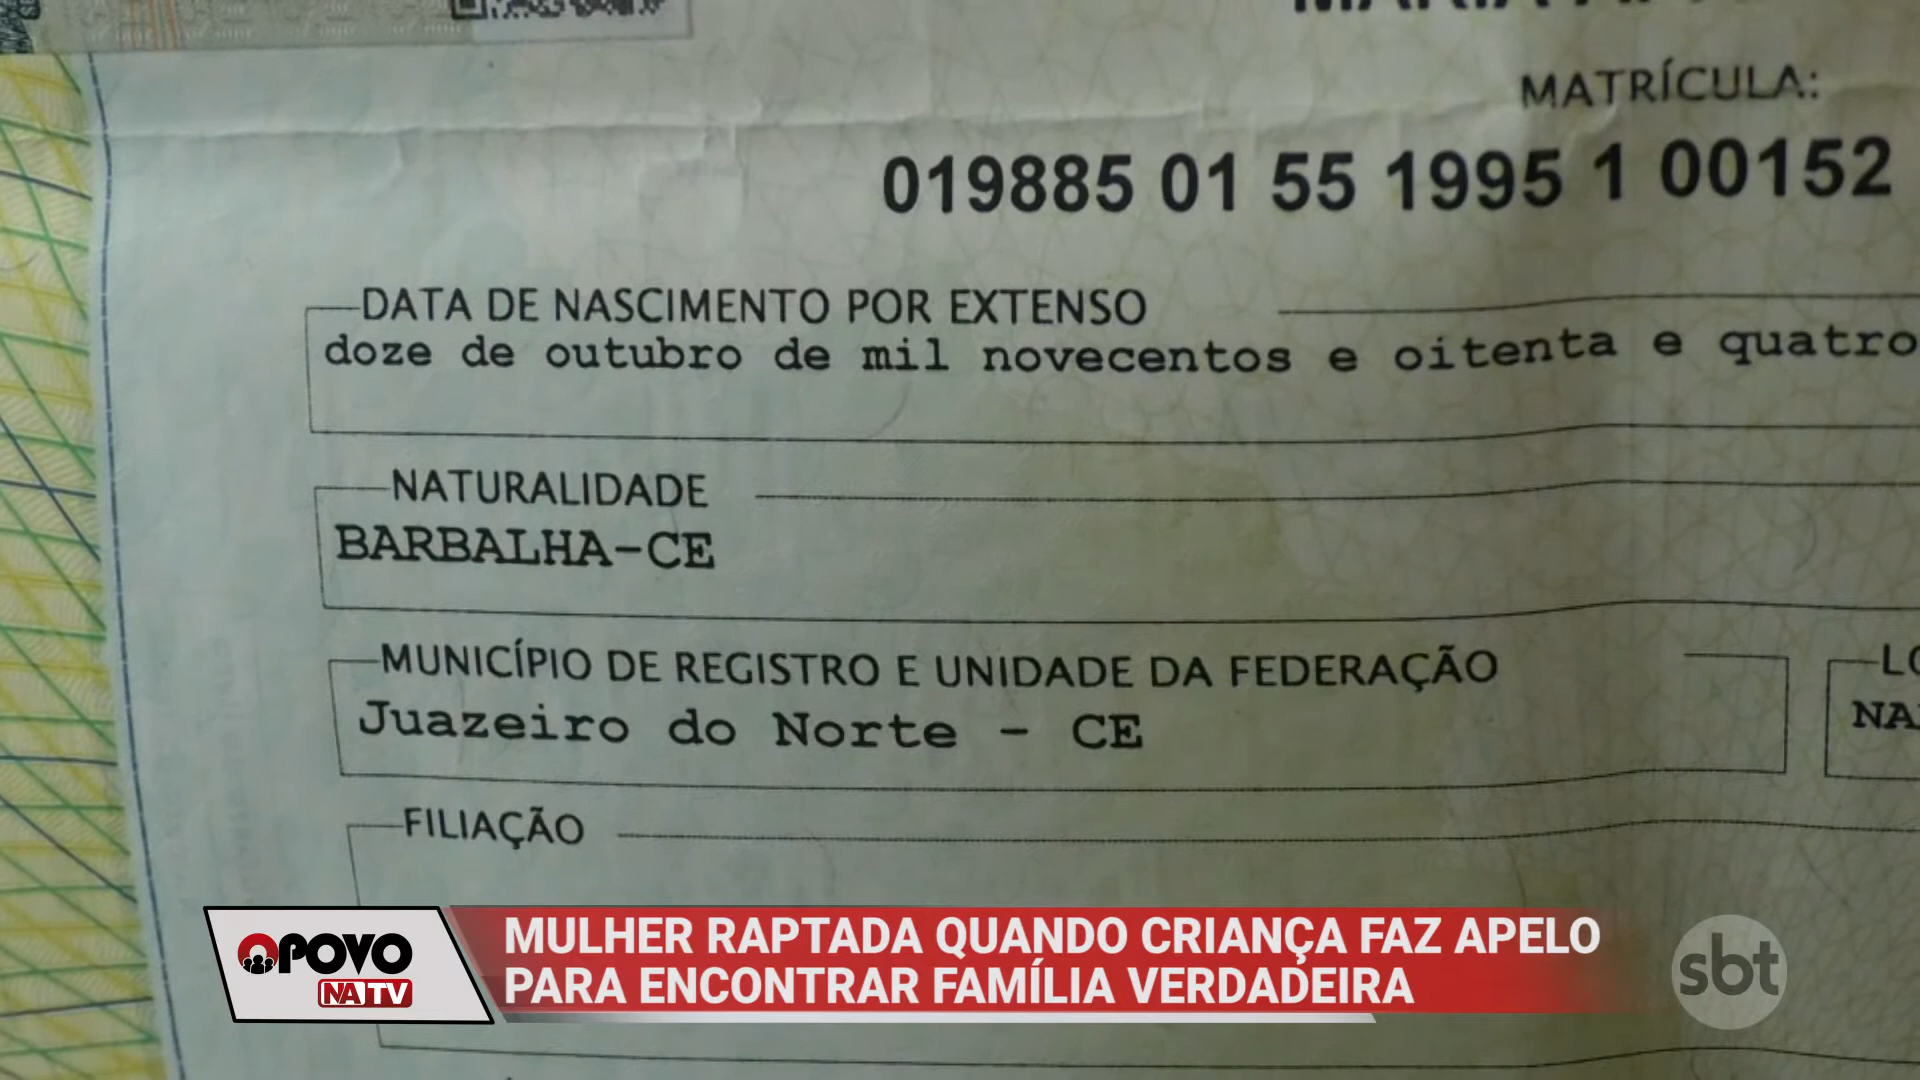 MATRÍCULA:
019885 01 55 1995 1 00152
DATA DE NASCIMENTO POR EXTENSO
doze de outubro de mil novecentos e oitenta e quatro
NATURALIDADE
BARBALHA-CE
MUNICÍPIO DE REGISTRO E UNIDADE DA FEDERAÇÃO
Juazeiro do Norte - CE
FILIAÇÃO
O POVO
NA TV
MULHER RAPTADA QUANDO CRIANÇA FAZ APELO
PARA ENCONTRAR FAMÍLIA VERDADEIRA
sbt